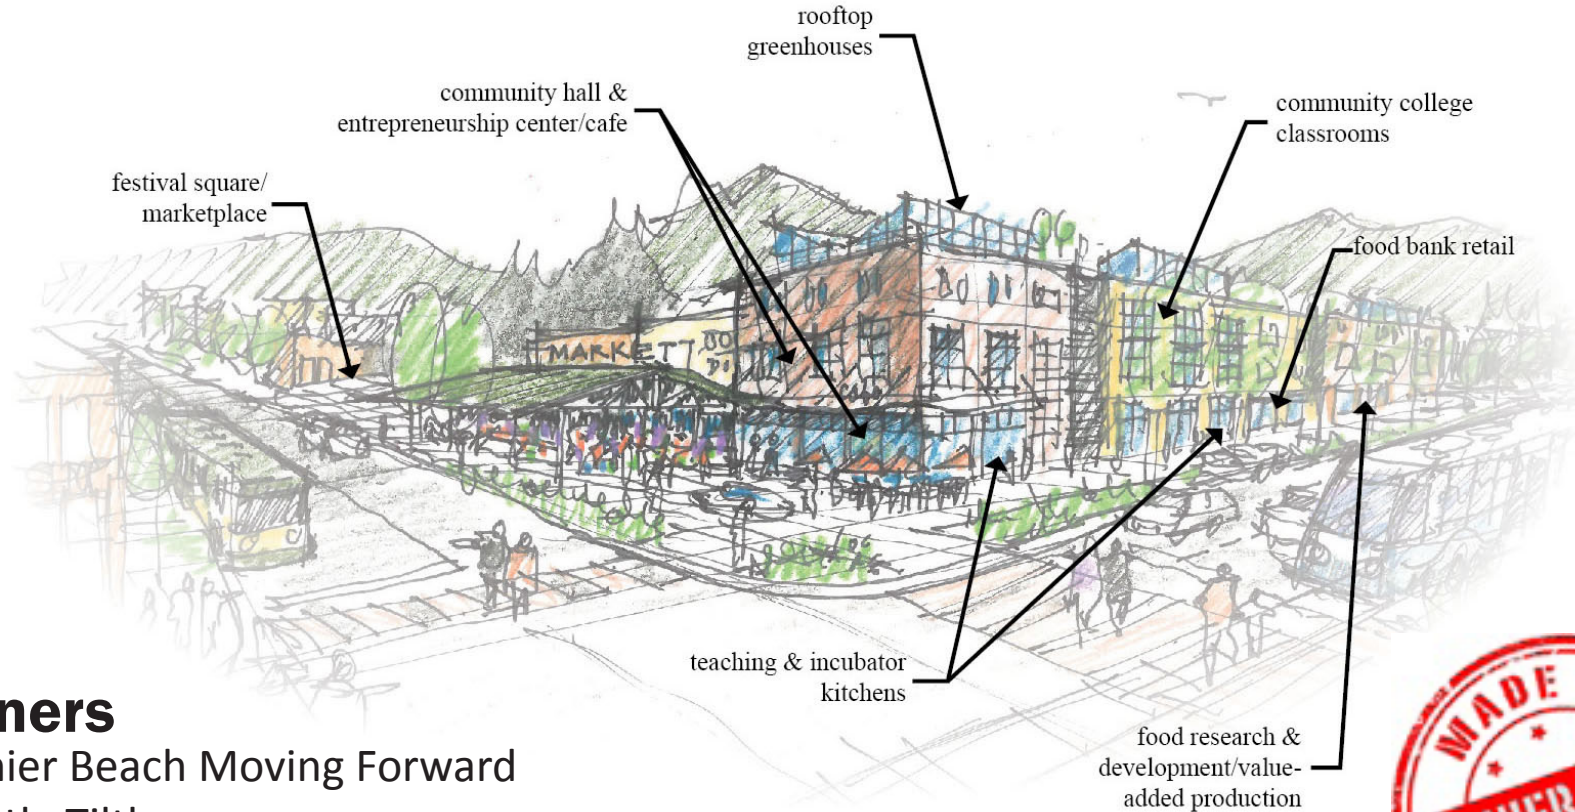 rooftop
greenhouses
community hall &
entrepreneurship center/cafe
community college
classrooms
festival square/
marketplace
food bank retail
MARKET
teaching & incubator
kitchens
food research &
development/value-
added production
ners
nier Beach Moving Forward
MADE